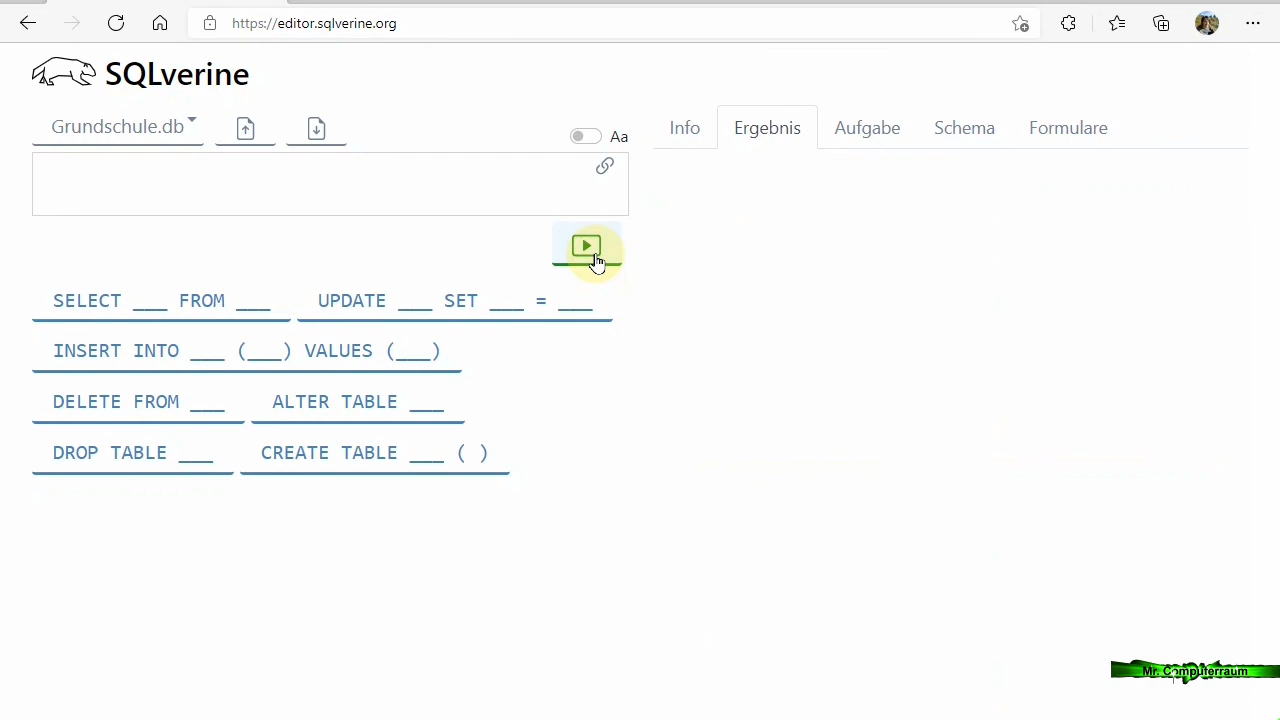 https://editor.sqlverine.org
SQLverine
Grundschule.db
Aa
Info Ergebnis Aufgabe Schema Formulare
SELECT ___ FROM ___ UPDATE ___ SET ___ = ___
INSERT INTO ___ (___) VALUES (___)
DELETE FROM ___ ALTER TABLE ___
DROP TABLE ___ CREATE TABLE ___ ( )
Mr. Computerraum